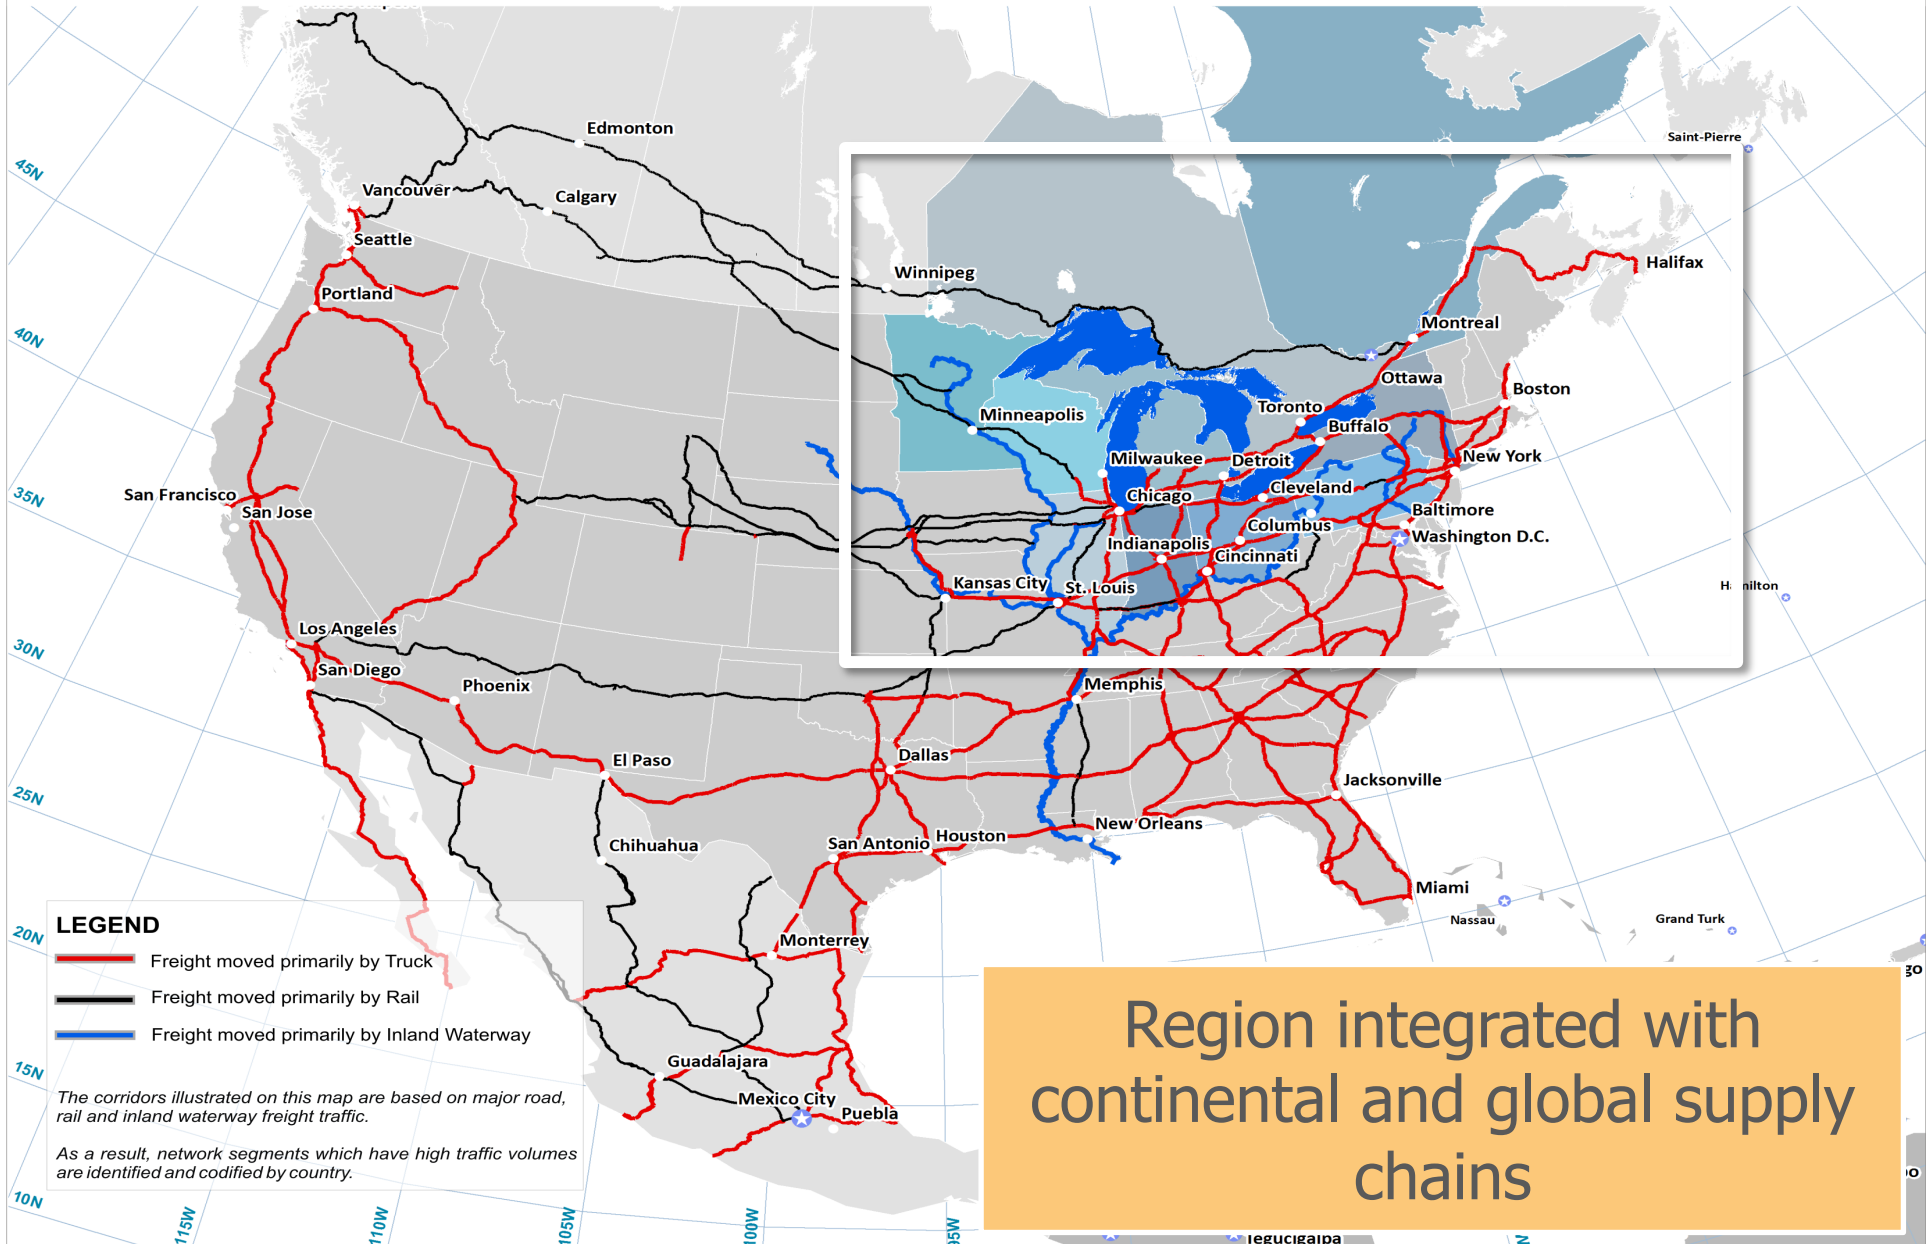 Edmonton
Saint-Pierre
45N
Vancouver
Calgary
Seattle
Winnipeg
Halifax
Portland
Montreal
40N
Ottawa
Boston
Toronto
Minneapolis
Buffalo
New York
Milwaukee
Detroit
Cleveland
35N
San Francisco
Chicago
San Jose
Baltimore
Columbus
Washington D.C.
Indianapolis
Cincinnati
Kansas City
St. Louis
Hamilton
Los Angeles
30N
San Diego
Phoenix
Memphis
Dallas
El Paso
Jacksonville
25N
New Orleans
Houston
San Antonio
Chihuahua
Miami
Nassau
Grand Turk
20N
Monterrey
LEGEND
Freight moved primarily by Truck
Freight moved primarily by Rail
Freight moved primarily by Inland Waterway
15N
Guadalajara
Mexico City
Puebla
The corridors illustrated on this map are based on major road,
rail and inland waterway freight traffic.
As a result, network segments which have high traffic volumes
are identified and codified by country.
10N
115W
110W
105W
100W
95W
Region integrated with
continental and global supply
chains
Tegucigalpa